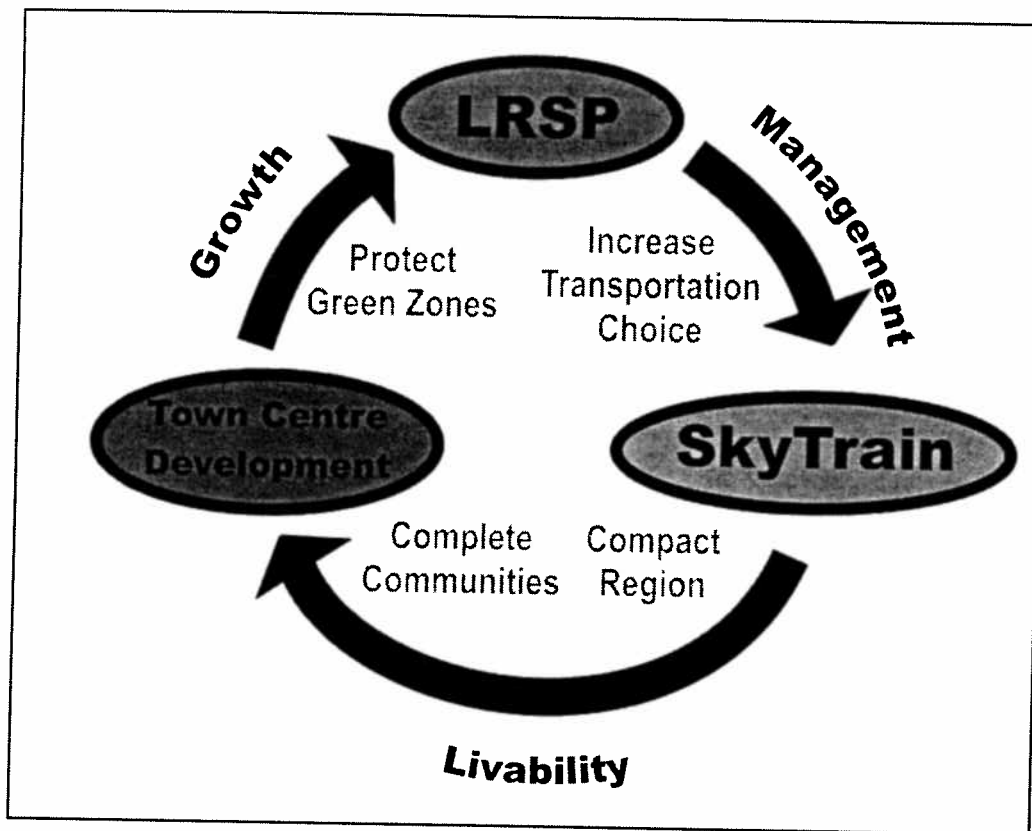 LRSP
Management
Growth
Protect
Green Zones
Increase
Transportation
Choice
Town Centre
Development
SkyTrain
Complete
Communities
Compact
Region
Livability